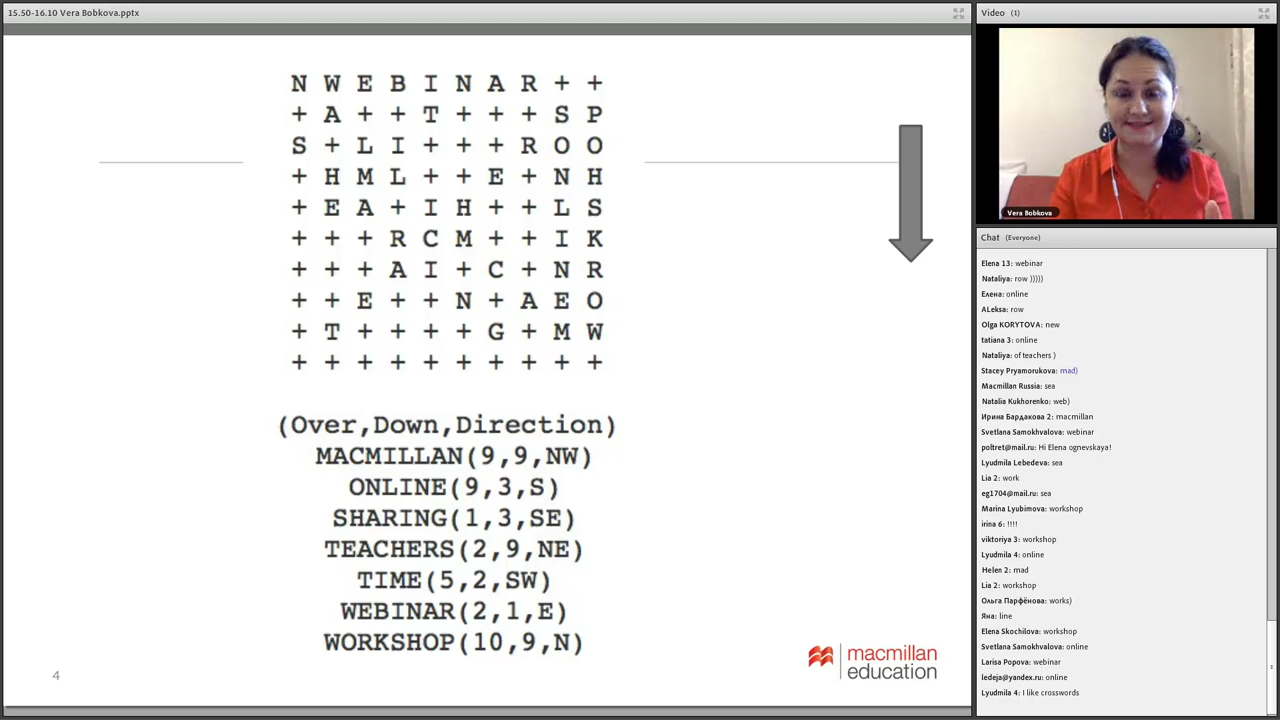 15.50-16.10 Vera Bobkova.pptx
N W E B I N A R + +
+ A + + T + + + S P
S + L I + + + R O O
+ H M L + + E + N H
+ E A + I H + + L S
+ + + R C M + + I K
+ + + A I + C + N R
+ + E + + N + A E O
+ T + + + + G + M W
+ + + + + + + + + +
(Over,Down,Direction)
MACMILLAN(9,9,NW)
ONLINE(9,3,S)
SHARING(1,3,SE)
TEACHERS(2,9,NE)
TIME(5,2,SW)
WEBINAR(2,1,E)
WORKSHOP(10,9,N)
4
macmillan
education
Video (1)
Vera Bobkova
Chat (Everyone)
Elena 13: webinar
Nataliya: row )))))
Елена: online
ALeksa: row
Olga KORYTOVA: new
tatiana 3: online
Nataliya: of teachers )
Stacey Pryamorukova: mad)
Macmillan Russia: sea
Natalia Kukhorenko: web)
Ирина Бардакова 2: macmillan
Svetlana Samokhvalova: webinar
poltret@mail.ru: Hi Elena ognevskaya!
Lyudmila Lebedeva: sea
Lia 2: work
eg1704@mail.ru: sea
Marina Lyubimova: workshop
irina 6: !!!!
viktoriya 3: workshop
Lyudmila 4: online
Helen 2: mad
Lia 2: workshop
Ольга Парфёнова: works)
Яна: line
Elena Skochilova: workshop
Svetlana Samokhvalova: online
Larisa Popova: webinar
ledeja@yandex.ru: online
Lyudmila 4: I like crosswords